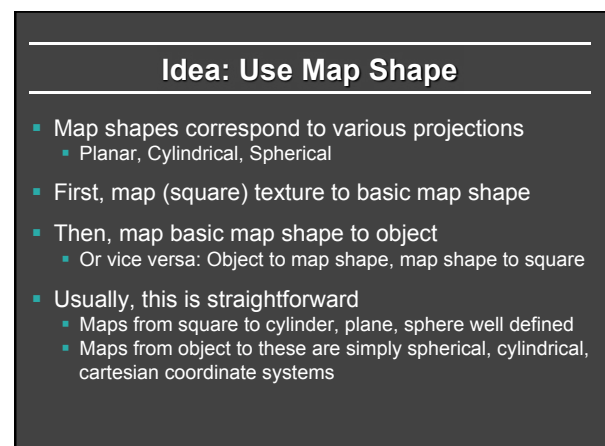 Idea: Use Map Shape
▪ Map shapes correspond to various projections
▪ Planar, Cylindrical, Spherical
▪ First, map (square) texture to basic map shape
▪ Then, map basic map shape to object
▪ Or vice versa: Object to map shape, map shape to square
▪ Usually, this is straightforward
▪ Maps from square to cylinder, plane, sphere well defined
▪ Maps from object to these are simply spherical, cylindrical,
cartesian coordinate systems